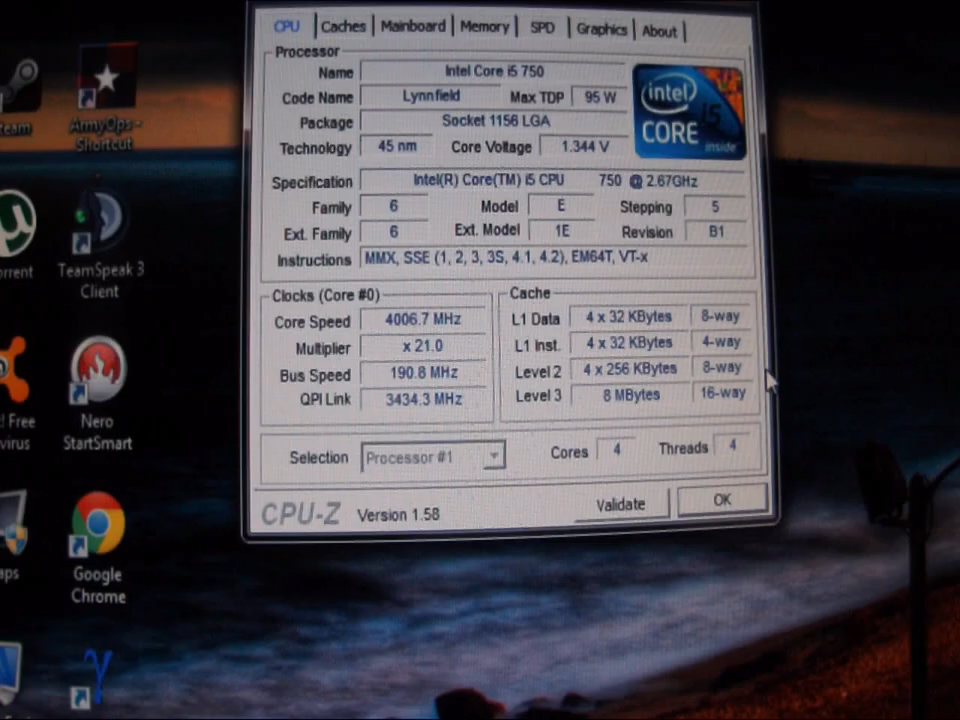 CPU Caches Mainboard Memory SPD Graphics About
Processor
Name Intel Core i5 750
Code Name Lynnfield Max TDP 95 W
Package Socket 1156 LGA
Technology 45 nm Core Voltage 1.344 V
intel
i5
CORE
inside
Specification Intel(R) Core(TM) i5 CPU 750 @ 2.67GHz
Family 6 Model E Stepping 5
Ext. Family 6 Ext. Model 1E Revision B1
Instructions MMX, SSE (1, 2, 3, 3S, 4.1, 4.2), EM64T, VT-x
Clocks (Core #0)
Core Speed 4006.7 MHz
Multiplier x 21.0
Bus Speed 190.8 MHz
QPI Link 3434.3 MHz
Cache
L1 Data 4 x 32 KBytes 8-way
L1 Inst. 4 x 32 KBytes 4-way
Level 2 4 x 256 KBytes 8-way
Level 3 8 MBytes 16-way
Selection Processor #1 Cores 4 Threads 4
CPU-Z Version 1.58 Validate OK
team
ArmyOps -
Shortcut
orrent
TeamSpeak 3
Client
! Free
virus
Nero
StartSmart
aps
Google
Chrome